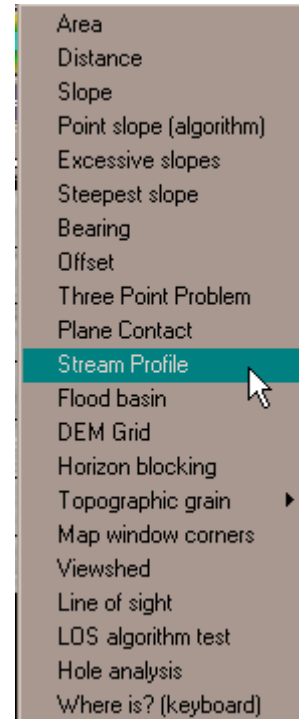 Area
Distance
Slope
Point slope (algorithm)
Excessive slopes
Steepest slope
Bearing
Offset
Three Point Problem
Plane Contact
Stream Profile
Flood basin
DEM Grid
Horizon blocking
Topographic grain
Map window corners
Viewshed
Line of sight
LOS algorithm test
Hole analysis
Where is? (keyboard)